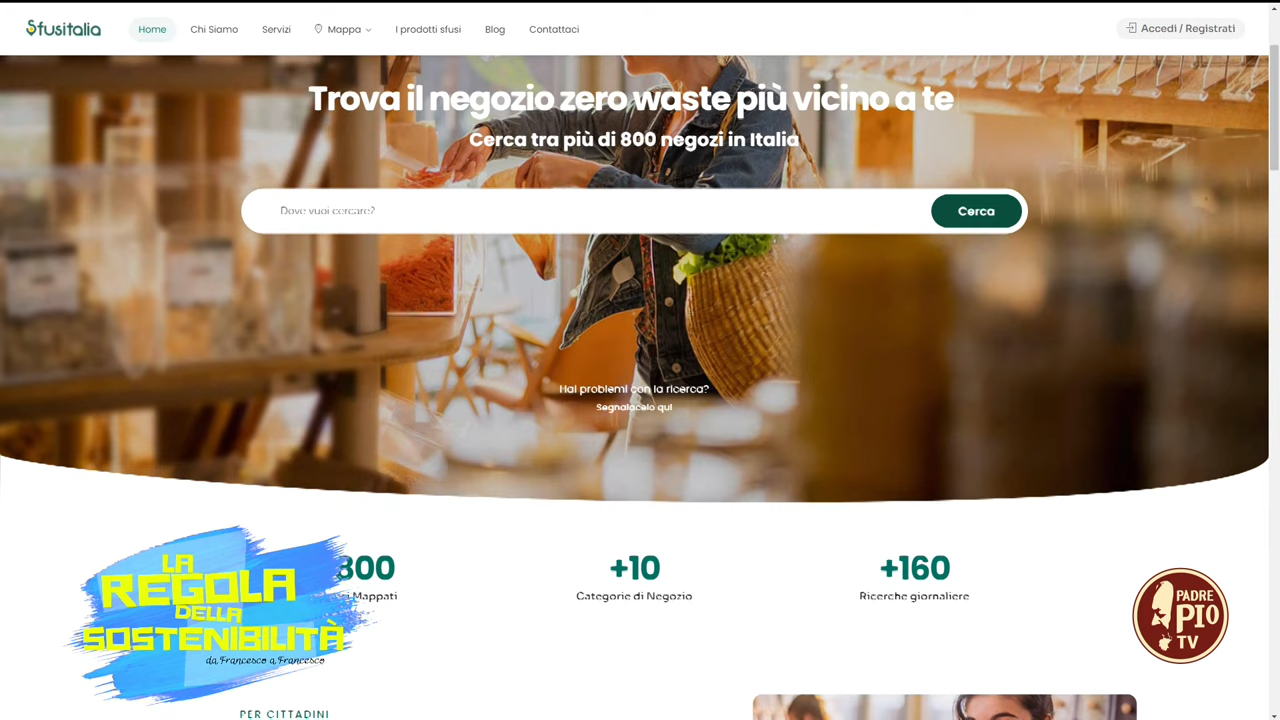 Sfusitalia
Home
Chi Siamo
Servizi
Mappa
I prodotti sfusi
Blog
Contattaci
Accedi / Registrati
Trova il negozio zero waste più vicino a te
Cerca tra più di 800 negozi in Italia
Dove vuoi cercare?
Cerca
Hai problemi con la ricerca?
Segnalacelo qui
800
+10
+160
Mappati
Categorie di Negozio
Ricerche giornaliere
LA
REGOLA
DELLA
SOSTENIBILITÀ
da Francesco a Francesco
PADRE
PIO
TV
PER CITTADINI